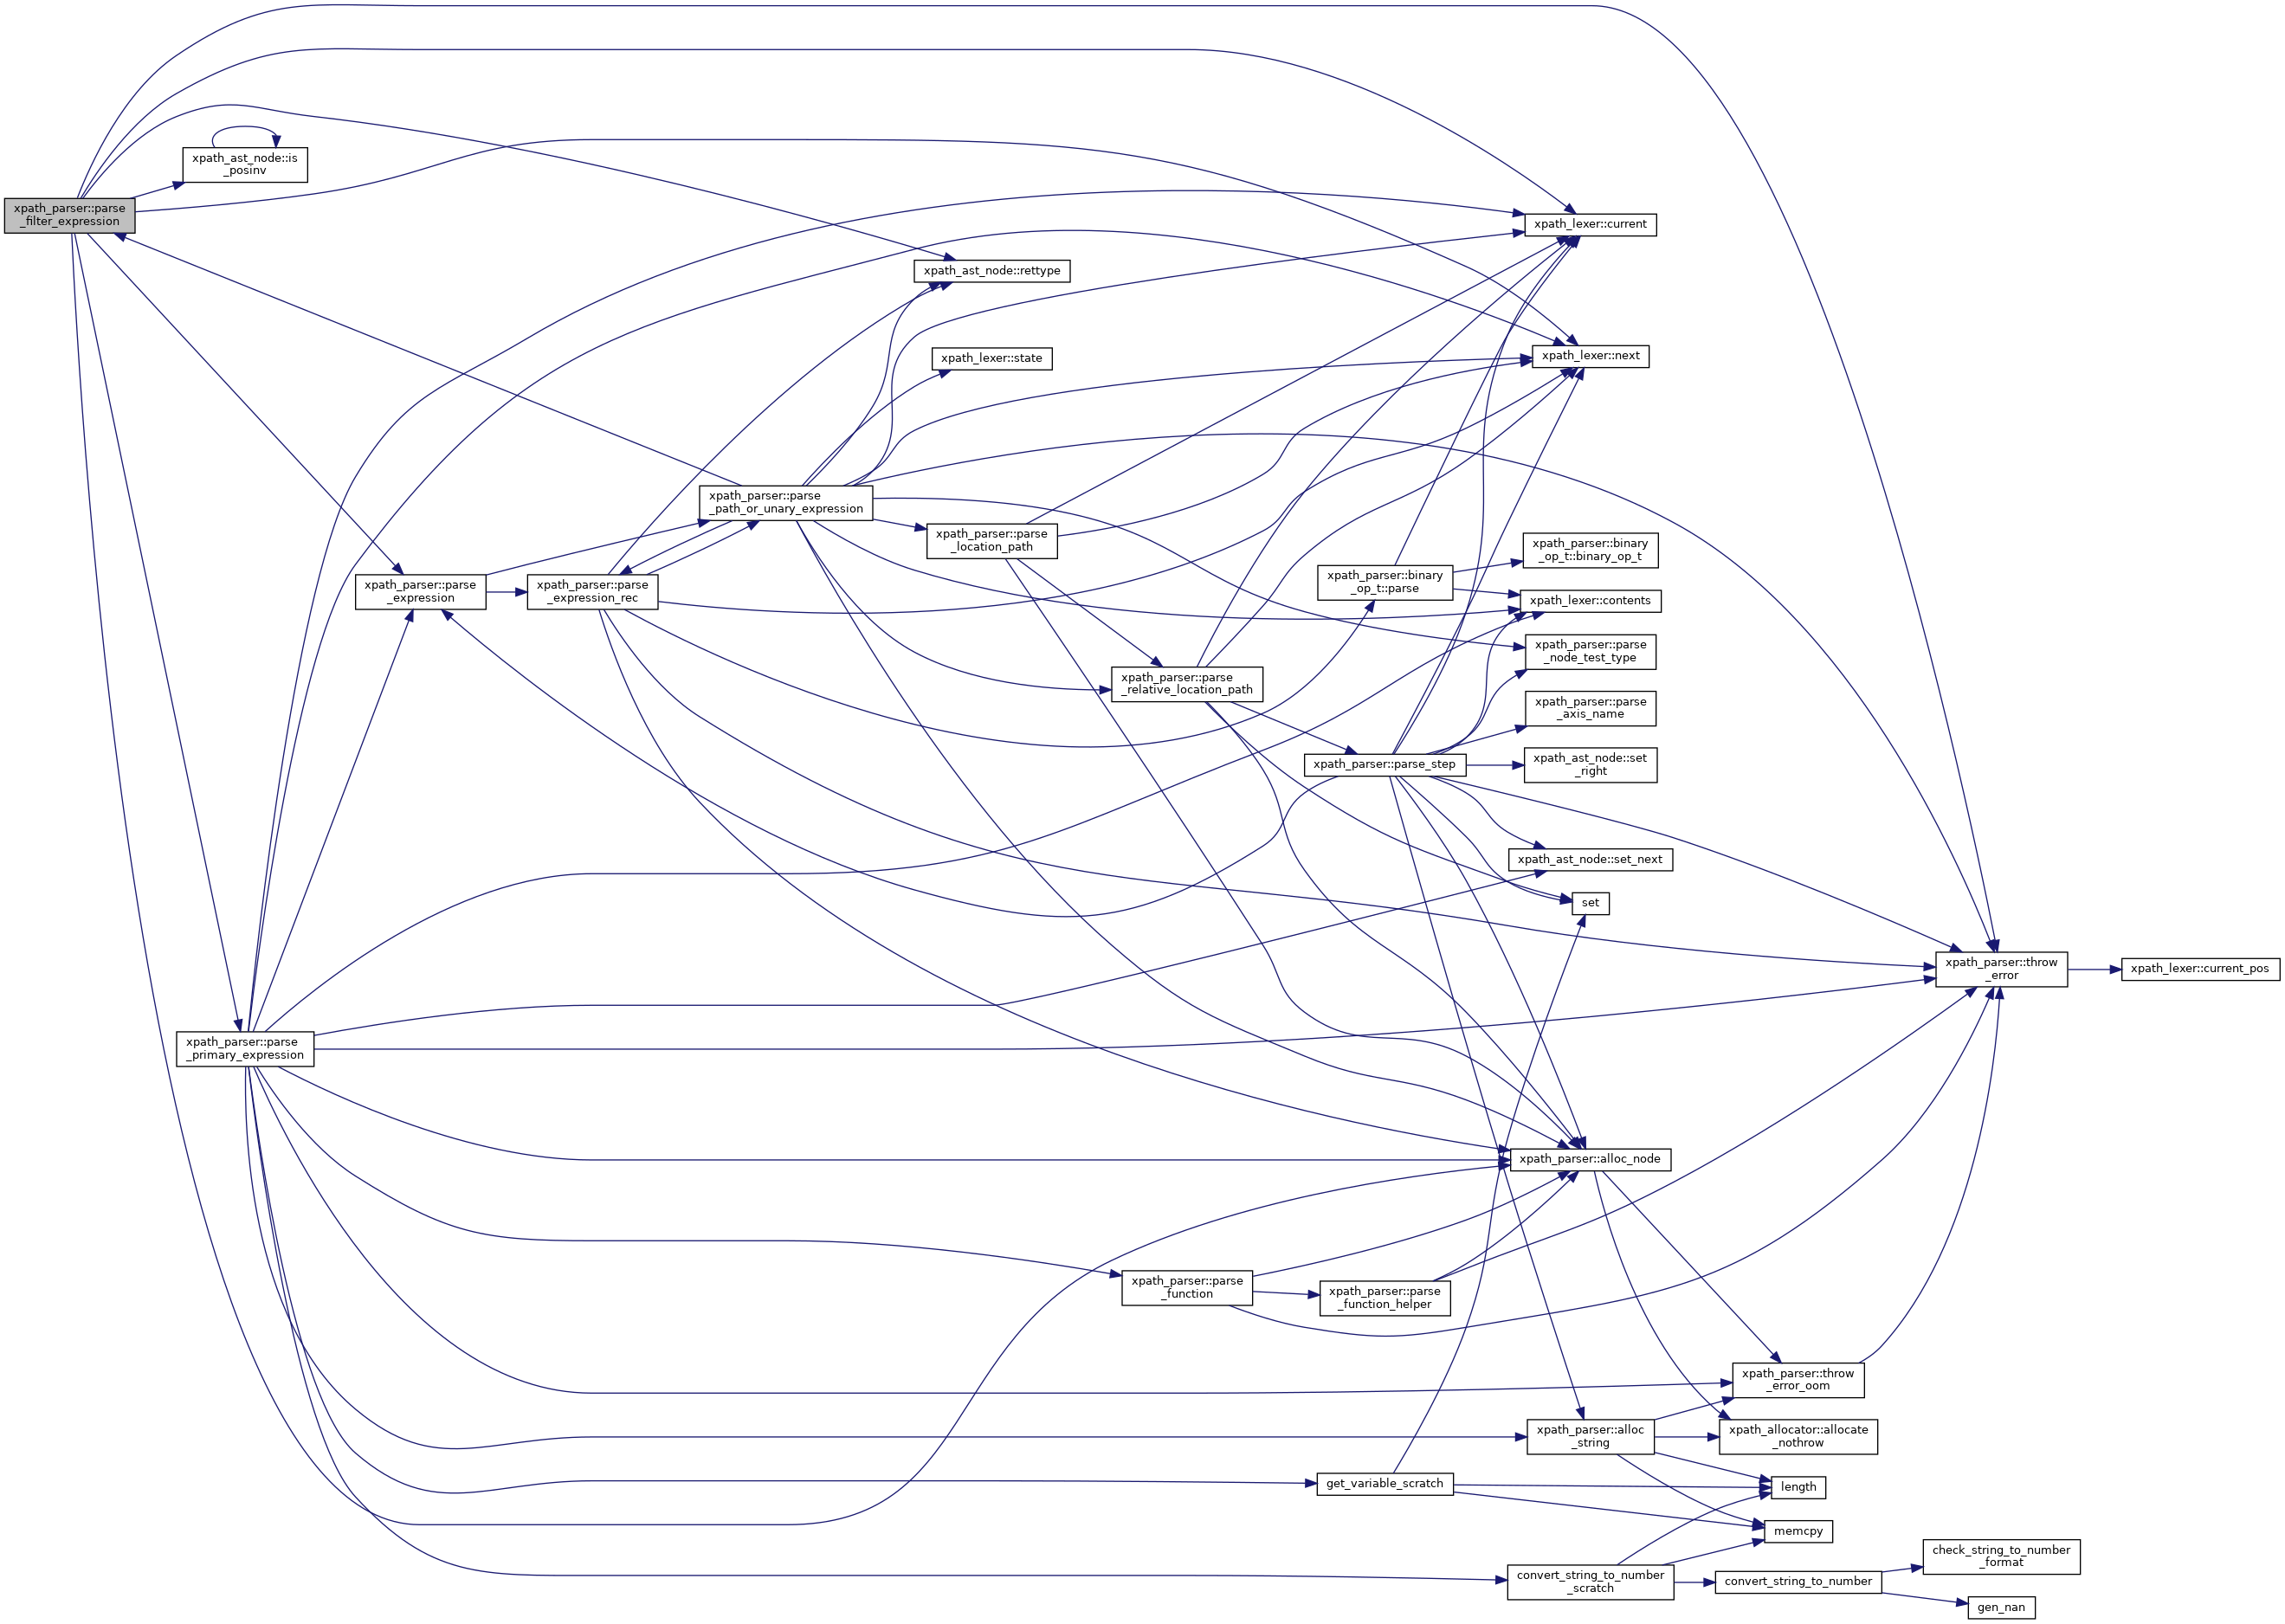 xpath_parser::parse
_filter_expression
xpath_ast_node::is
_posinv
xpath_parser::parse
_primary_expression
xpath_parser::parse
_expression
xpath_parser::parse
_expression_rec
xpath_parser::parse
_path_or_unary_expression
xpath_ast_node::rettype
xpath_lexer::state
xpath_parser::parse
_location_path
xpath_parser::parse
_relative_location_path
xpath_parser::parse
_function
xpath_parser::binary
_op_t::parse
xpath_parser::parse_step
xpath_parser::parse
_function_helper
get_variable_scratch
xpath_lexer::current
xpath_lexer::next
xpath_parser::binary
_op_t::binary_op_t
xpath_lexer::contents
xpath_parser::parse
_node_test_type
xpath_parser::parse
_axis_name
xpath_ast_node::set
_right
xpath_ast_node::set_next
set
xpath_parser::alloc_node
xpath_parser::alloc
_string
convert_string_to_number
_scratch
xpath_parser::throw
_error_oom
xpath_allocator::allocate
_nothrow
length
memcpy
convert_string_to_number
xpath_parser::throw
_error
check_string_to_number
_format
gen_nan
xpath_lexer::current_pos